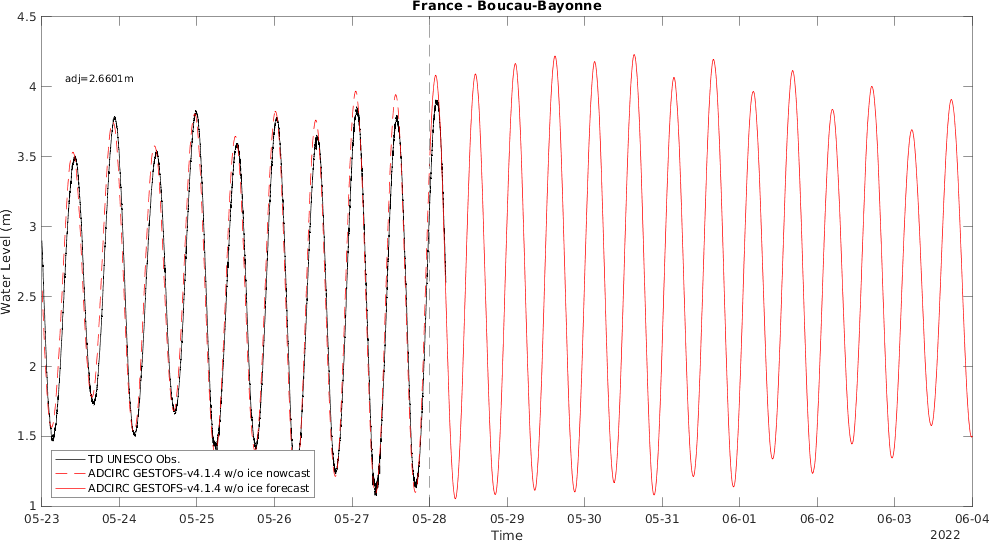 France - Boucau-Bayonne
adj=2.6601m
Water Level (m)
4.5
4
3.5
3
2.5
2
1.5
1
TD UNESCO Obs.
ADCIRC GESTOFS-v4.1.4 w/o ice nowcast
ADCIRC GESTOFS-v4.1.4 w/o ice forecast
05-23 05-24 05-25 05-26 05-27 05-28 05-29 05-30 05-31 06-01 06-02 06-03 06-04
Time
2022